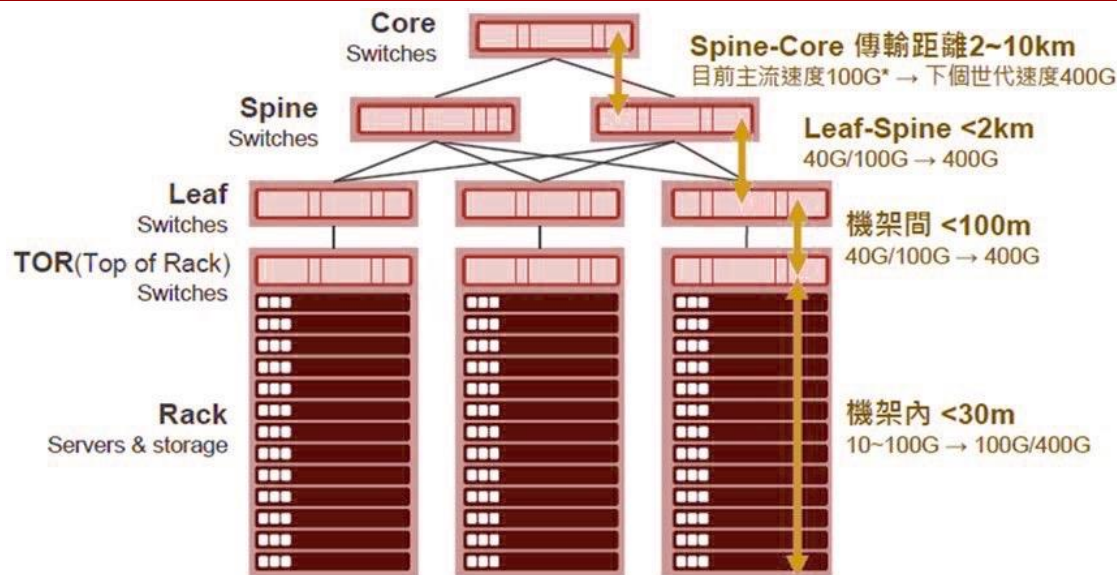 Core
Switches
Spine-Core 傳輸距離2~10km
目前主流速度100G* → 下個世代速度400G
Spine
Switches
Leaf-Spine <2km
40G/100G → 400G
Leaf
Switches
機架間 <100m
40G/100G → 400G
TOR(Top of Rack)
Switches
Rack
Servers & storage
機架內 <30m
10~100G → 100G/400G